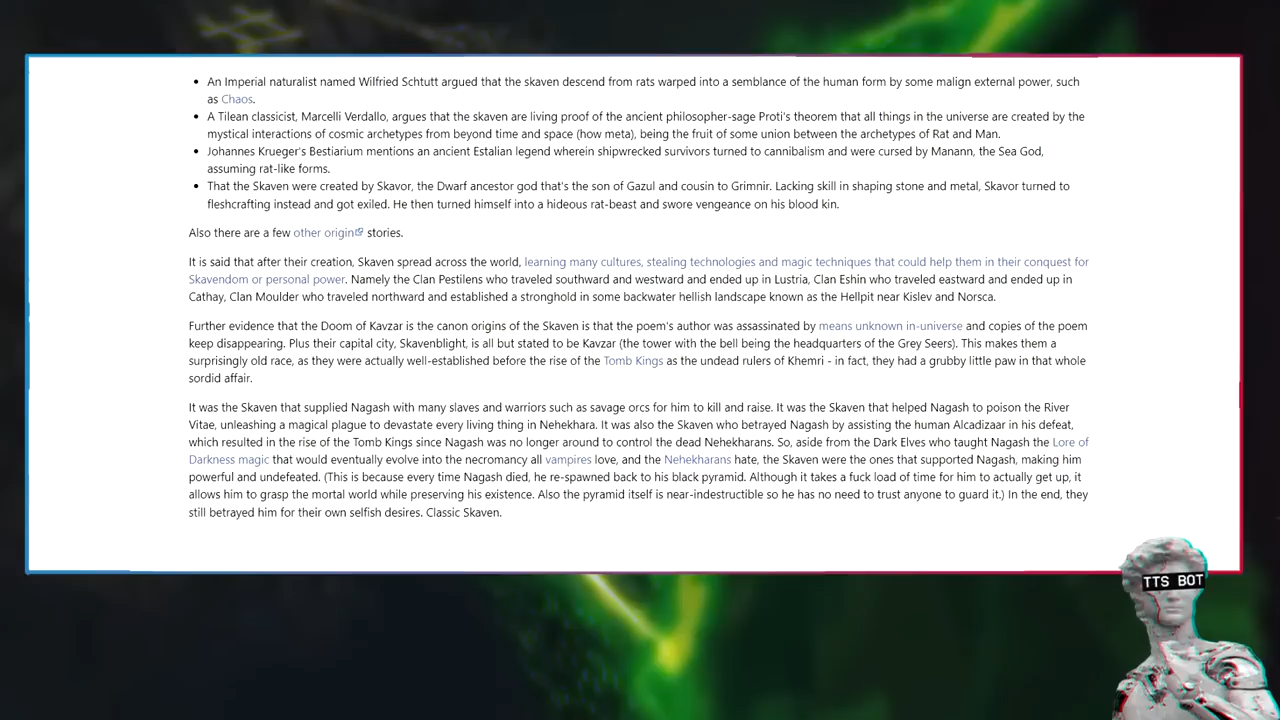 An Imperial naturalist named Wilfried Schtutt argued that the skaven descend from rats warped into a semblance of the human form by some malign external power, such
as Chaos.
A Tilean classicist, Marcelli Verdallo, argues that the skaven are living proof of the ancient philosopher-sage Proti's theorem that all things in the universe are created by the
mystical interactions of cosmic archetypes from beyond time and space (how meta), being the fruit of some union between the archetypes of Rat and Man.
Johannes Krueger's Bestiarium mentions an ancient Estalian legend wherein shipwrecked survivors turned to cannibalism and were cursed by Manann, the Sea God,
assuming rat-like forms.
That the Skaven were created by Skavor, the Dwarf ancestor god that's the son of Gazul and cousin to Grimnir. Lacking skill in shaping stone and metal, Skavor turned to
fleshcrafting instead and got exiled. He then turned himself into a hideous rat-beast and swore vengeance on his blood kin.
Also there are a few other origin stories.
It is said that after their creation, Skaven spread across the world, learning many cultures, stealing technologies and magic techniques that could help them in their conquest for
Skavendom or personal power. Namely the Clan Pestilens who traveled southward and westward and ended up in Lustria, Clan Eshin who traveled eastward and ended up in
Cathay, Clan Moulder who traveled northward and established a stronghold in some backwater hellish landscape known as the Hellpit near Kislev and Norsca.
Further evidence that the Doom of Kavzar is the canon origins of the Skaven is that the poem's author was assassinated by means unknown in-universe and copies of the poem
keep disappearing. Plus their capital city, Skavenblight, is all but stated to be Kavzar (the tower with the bell being the headquarters of the Grey Seers). This makes them a
surprisingly old race, as they were actually well-established before the rise of the Tomb Kings as the undead rulers of Khemri - in fact, they had a grubby little paw in that whole
sordid affair.
It was the Skaven that supplied Nagash with many slaves and warriors such as savage orcs for him to kill and raise. It was the Skaven that helped Nagash to poison the River
Vitae, unleashing a magical plague to devastate every living thing in Nehekhara. It was also the Skaven who betrayed Nagash by assisting the human Alcadizaar in his defeat,
which resulted in the rise of the Tomb Kings since Nagash was no longer around to control the dead Nehekharans. So, aside from the Dark Elves who taught Nagash the Lore of
Darkness magic that would eventually evolve into the necromancy all vampires love, and the Nehekharans hate, the Skaven were the ones that supported Nagash, making him
powerful and undefeated. (This is because every time Nagash died, he re-spawned back to his black pyramid. Although it takes a fuck load of time for him to actually get up, it
allows him to grasp the mortal world while preserving his existence. Also the pyramid itself is near-indestructible so he has no need to trust anyone to guard it.) In the end, they
still betrayed him for their own selfish desires. Classic Skaven.
TTS BOT